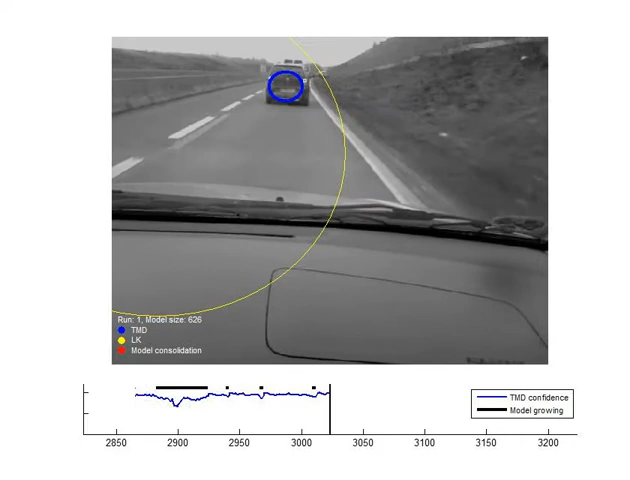 Run: 1, Model size: 626
TMD
LK
Model consolidation
TMD confidence
Model growing
2850 2900 2950 3000 3050 3100 3150 3200